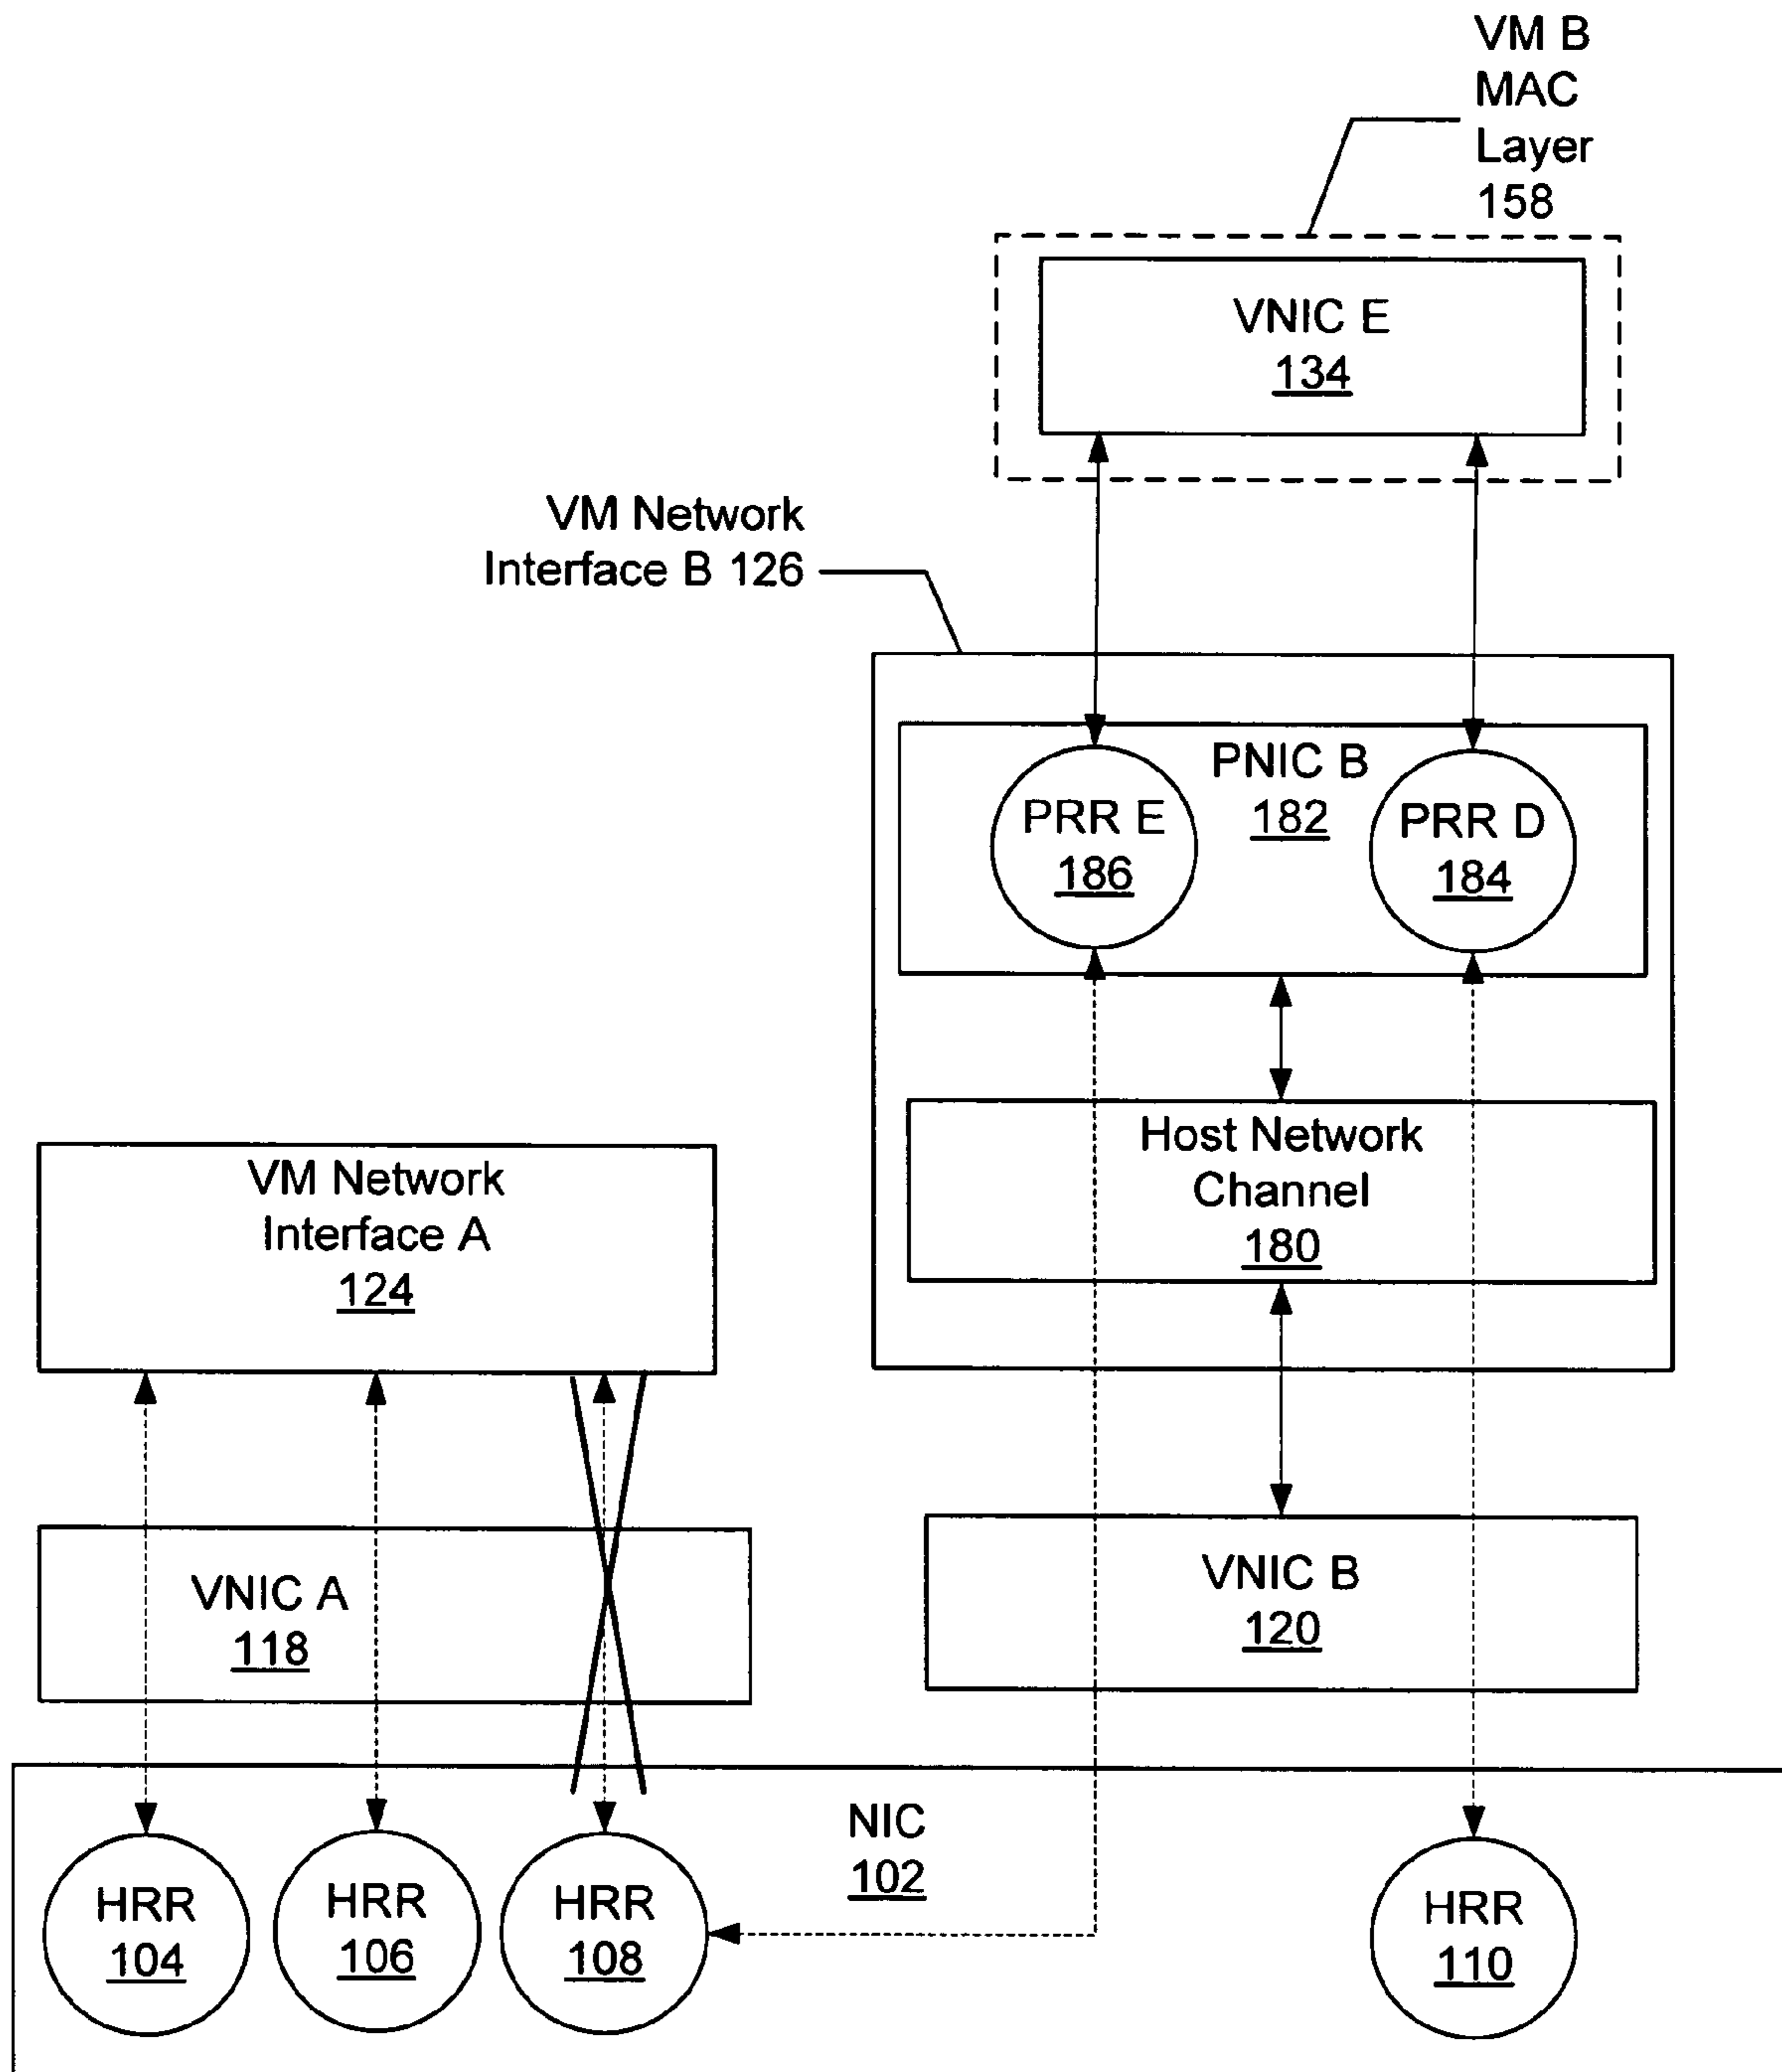 VM B
MAC
Layer
158
VNIC E
134
VM Network
Interface B 126
PNIC B
182
PRR E
186
PRR D
184
Host Network
Channel
180
VM Network
Interface A
124
VNIC A
118
VNIC B
120
NIC
102
HRR
104
HRR
106
HRR
108
HRR
110